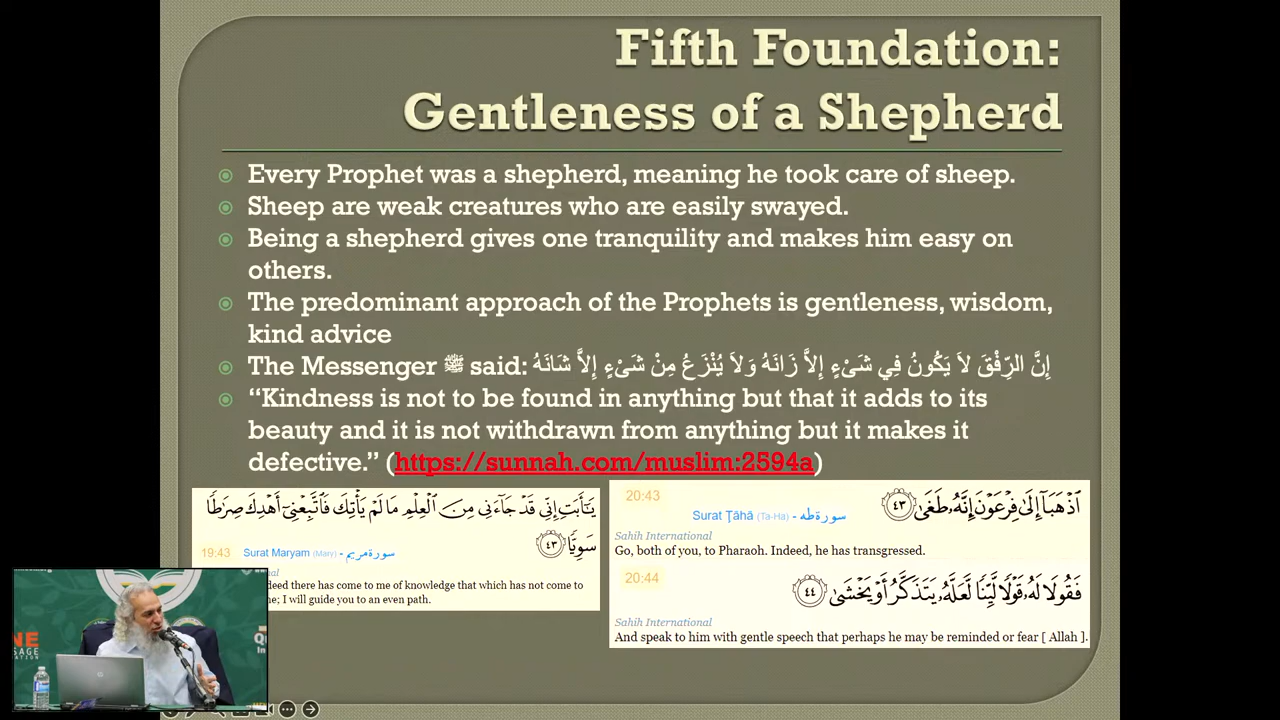 Fifth Foundation:
Gentleness of a Shepherd
Every Prophet was a shepherd, meaning he took care of sheep.
Sheep are weak creatures who are easily swayed.
Being a shepherd gives one tranquility and makes him easy on
others.
The predominant approach of the Prophets is gentleness, wisdom,
kind advice
The Messenger ﷺ said: إِنَّ الرِّفْقَ لاَ يَكُونُ فِي شَىْءٍ إِلاَّ زَانَهُ وَلاَ يُنْزَعُ مِنْ شَىْءٍ إِلاَّ شَانَهُ
“Kindness is not to be found in anything but that it adds to its
beauty and it is not withdrawn from anything but it makes it
defective.” (https://sunnah.com/muslim:2594a)
يَـٰٓأَبَتِ إِنِّى قَدْ جَآءَنِى مِنَ ٱلْعِلْمِ مَا لَمْ يَأْتِكَ فَٱتَّبِعْنِىٓ أَهْدِكَ صِرَٰطًا
سَوِيًّا ﴿٤٣﴾
19:43 Surat Maryam (Mary) - سورة مريم
deed there has come to me of knowledge that which has not come to
e; I will guide you to an even path.
20:43
ٱذْهَبَآ إِلَىٰ فِرْعَوْنَ إِنَّهُۥ طَغَىٰ ﴿٤٣﴾
Surat Ţāhā (Ta-Ha) - سورة طه
Sahih International
Go, both of you, to Pharaoh. Indeed, he has transgressed.
20:44
فَقُولَا لَهُۥ قَوْلًا لَّيِّنًا لَّعَلَّهُۥ يَتَذَكَّرُ أَوْ يَخْشَىٰ ﴿٤٤﴾
Sahih International
And speak to him with gentle speech that perhaps he may be reminded or fear [ Allah ].
NE
SAGE